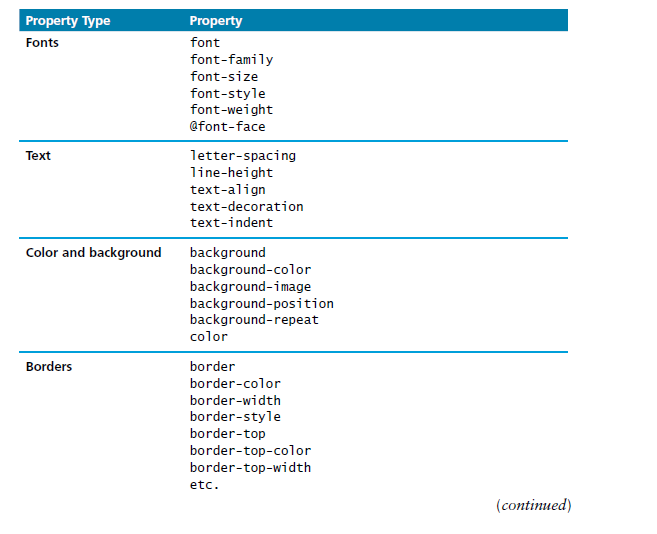 Property Type Property
Fonts font
font-family
font-size
font-style
font-weight
@font-face
Text letter-spacing
line-height
text-align
text-decoration
text-indent
Color and background background
background-color
background-image
background-position
background-repeat
color
Borders border
border-color
border-width
border-style
border-top
border-top-color
border-top-width
etc.
(continued)